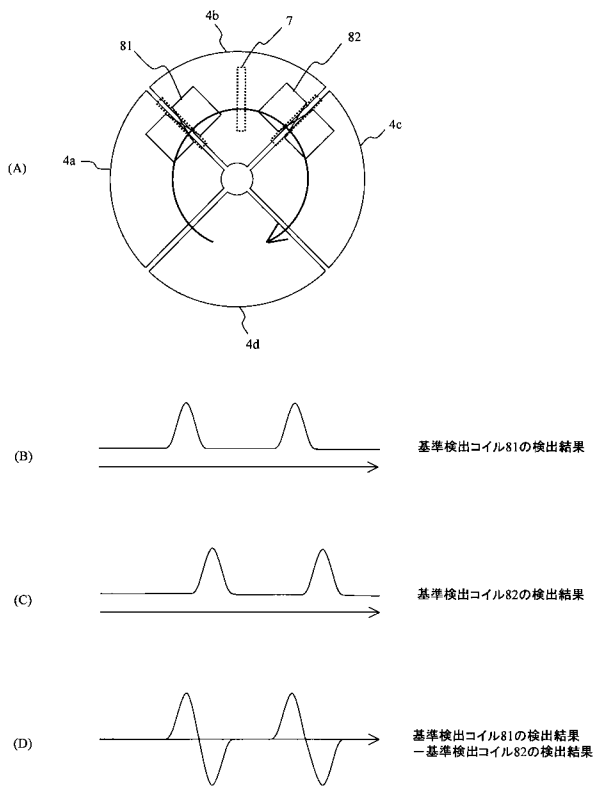 4b
7
81
82
4c
4a
(A)
4d
(B)
基準検出コイル81の検出結果
(C)
基準検出コイル82の検出結果
(D)
基準検出コイル81の検出結果
－基準検出コイル82の検出結果